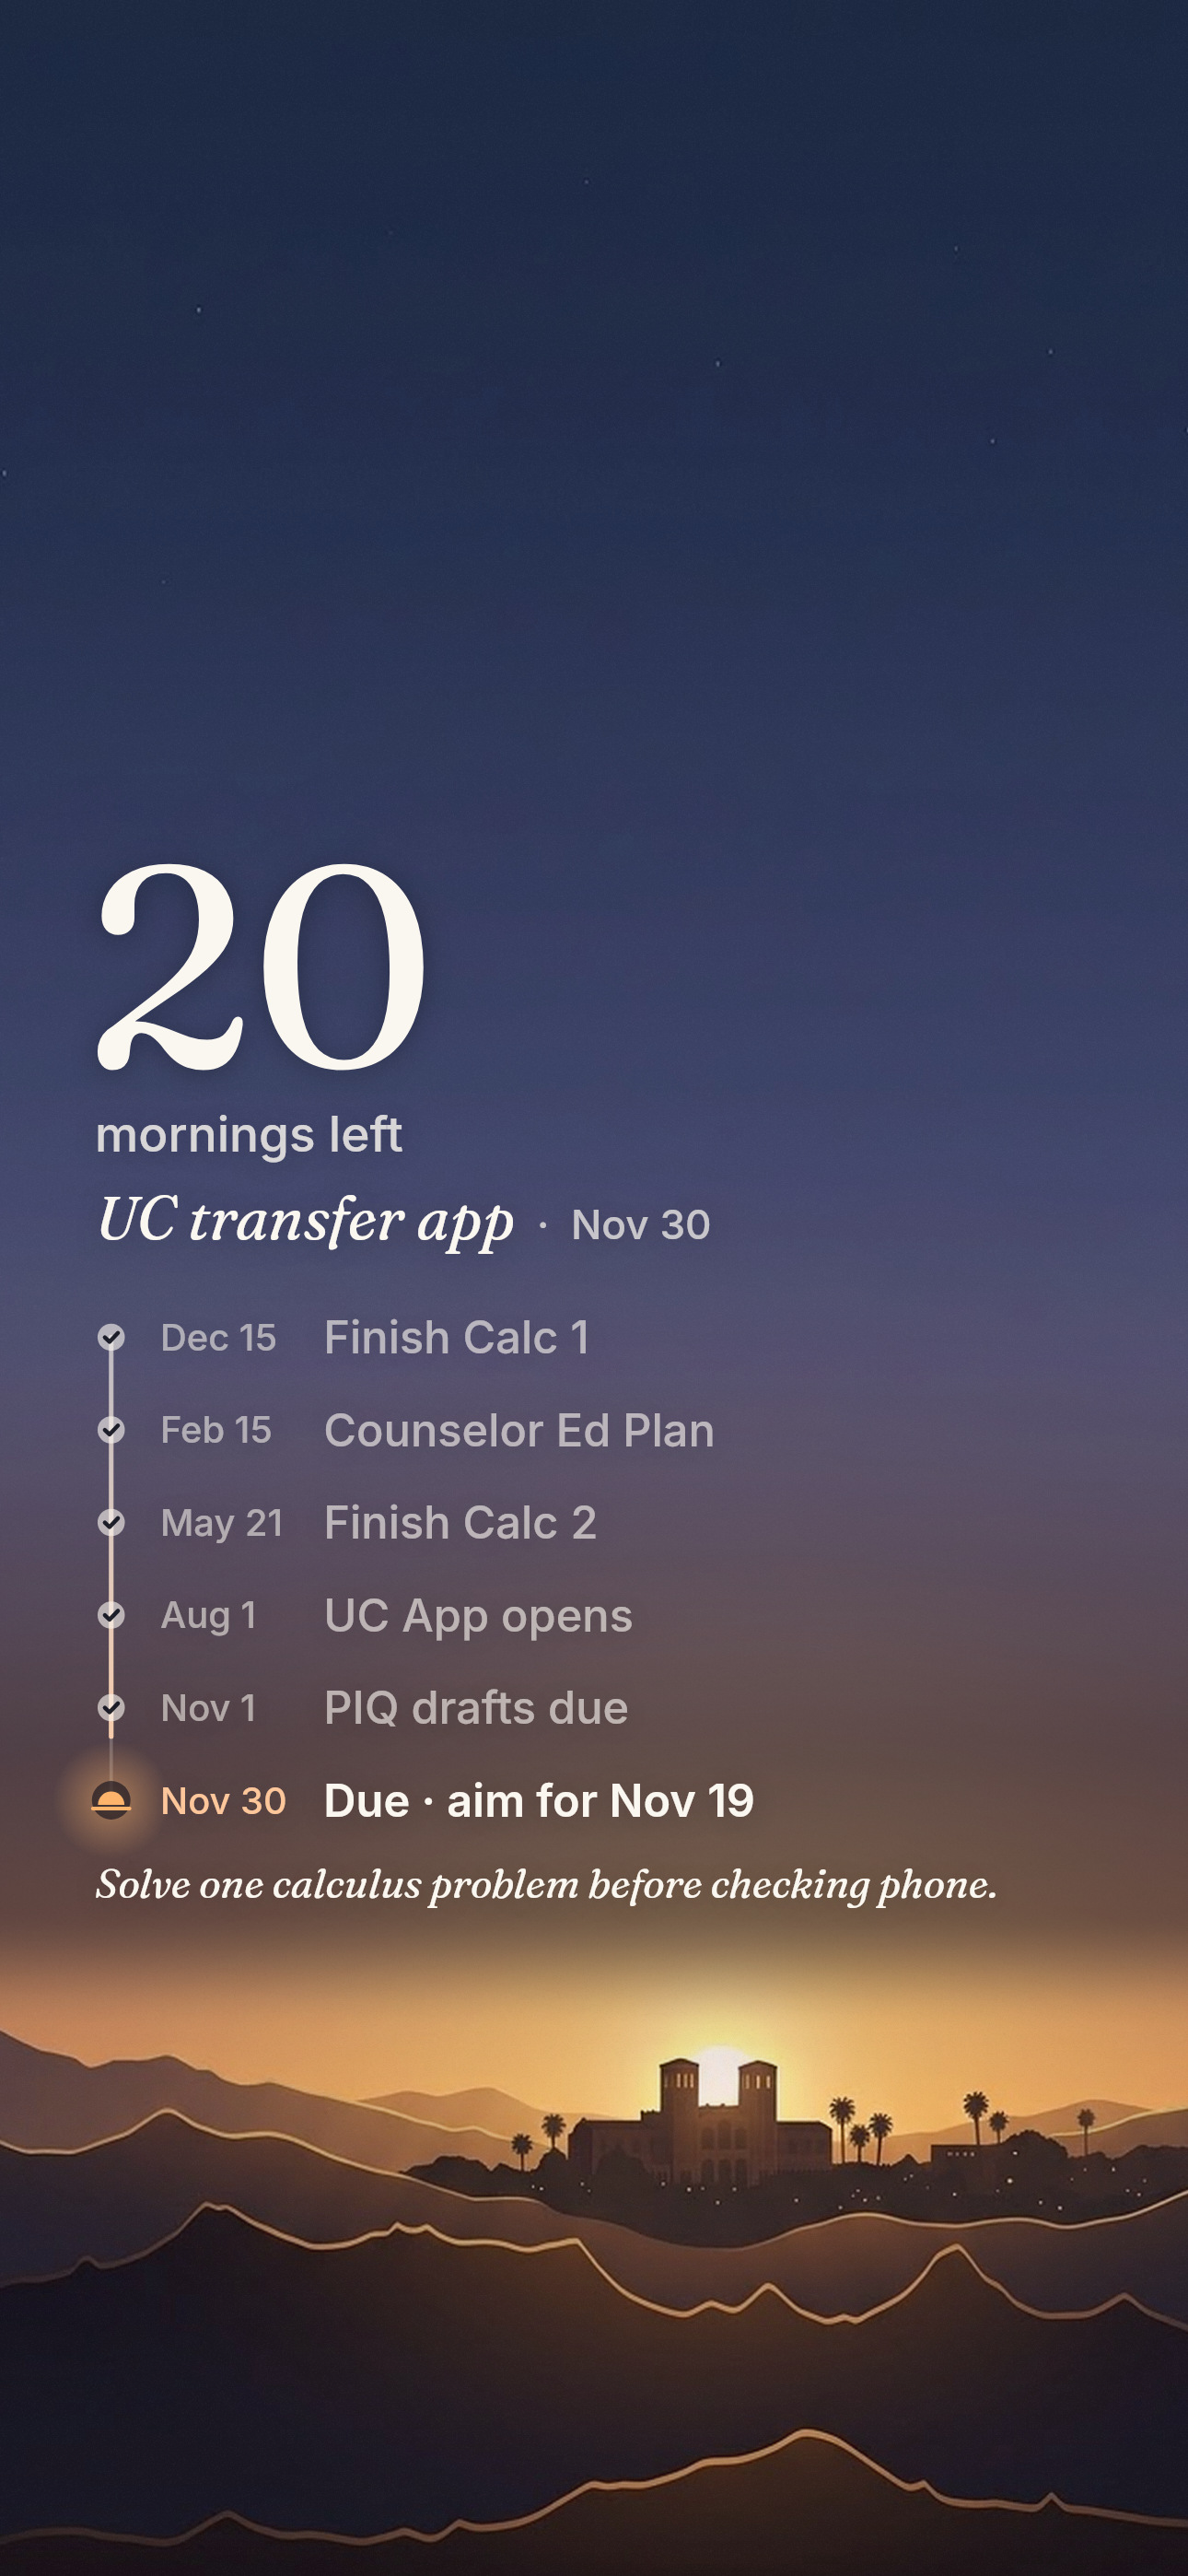 20
mornings left
UC transfer app · Nov 30
Dec 15 Finish Calc 1
Feb 15 Counselor Ed Plan
May 21 Finish Calc 2
Aug 1 UC App opens
Nov 1 PIQ drafts due
Nov 30 Due · aim for Nov 19
Solve one calculus problem before checking phone.